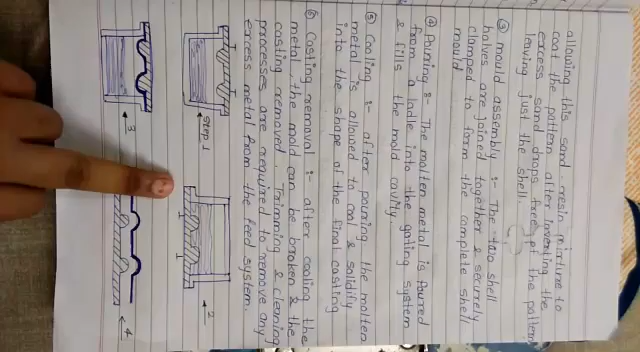 allowing this sand-resin mixture to
coat the pattern after inverting the
excess sand drops free of the pattern
leaving just the shell.
③ mould assembly :- The two shell
halves are joined together & securely
clamped to form the complete shell
mould
④ Pouring :- The molten metal is Poured
from a ladle into the gating system
& fills the mold cavity.
⑤ Cooling :- after pouring the molten
metal is allowed to cool & solidify
into the shape of the final casting
⑥ Casting removal :- after cooling the
metal, the mold can be broken & the
casting removed. Trimming & cleaning
processes are required to remove any
excess metal from the feed system.
step 1
2
3
4